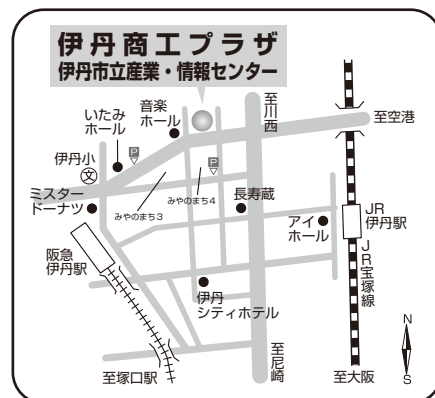 伊丹商工プラザ
伊丹市立産業・情報センター
音楽
ホール
至川西
至空港
いたみ
ホール
P
伊丹小
文
P
ミスター
ドーナツ
みやのまち3
みやのまち4
長寿蔵
アイ
ホール
JR
伊丹駅
阪急
伊丹駅
JR宝塚線
伊丹
シティホテル
N
S
至塚口駅
至尼崎
至大阪